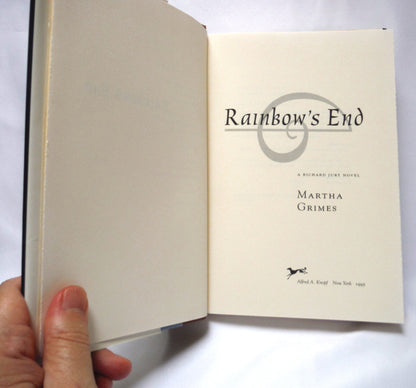 Rainbow's End
A RICHARD JURY NOVEL
MARTHA
GRIMES
Alfred A. Knopf New York 1995